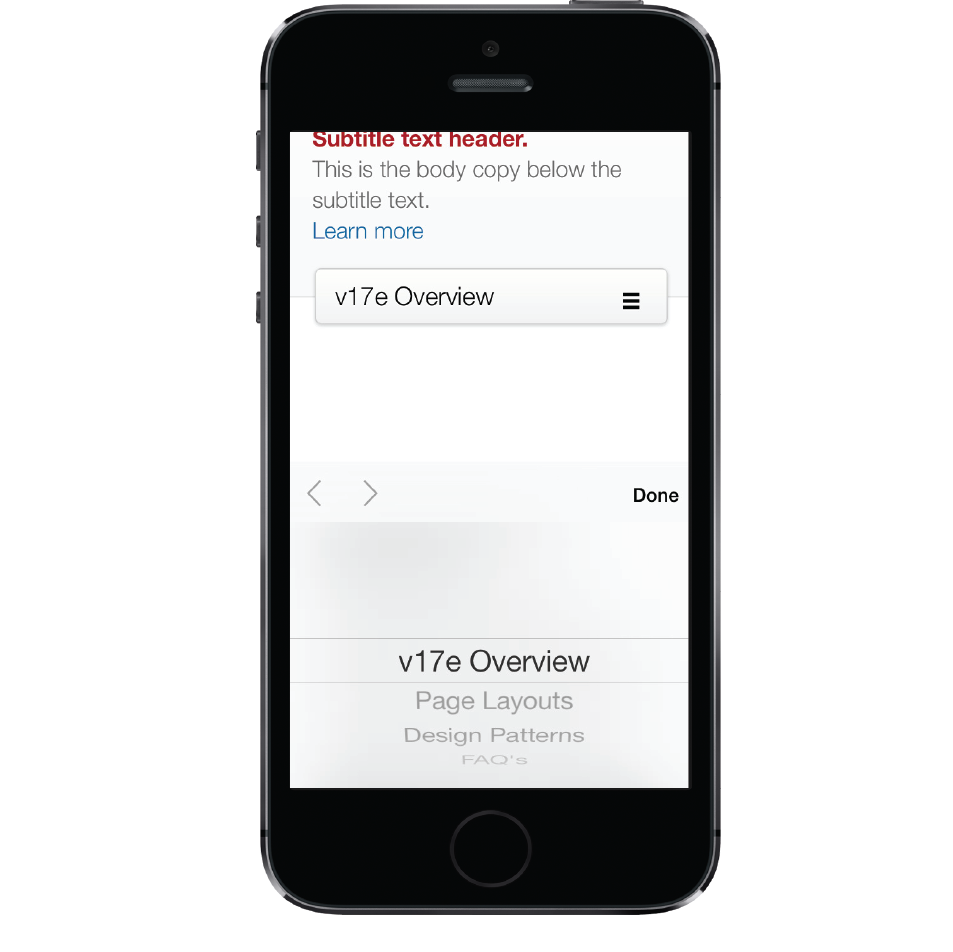 Subtitle text header.
This is the body copy below the
subtitle text.
Learn more
v17e Overview
Done
v17e Overview
Page Layouts
Design Patterns
FAQ's